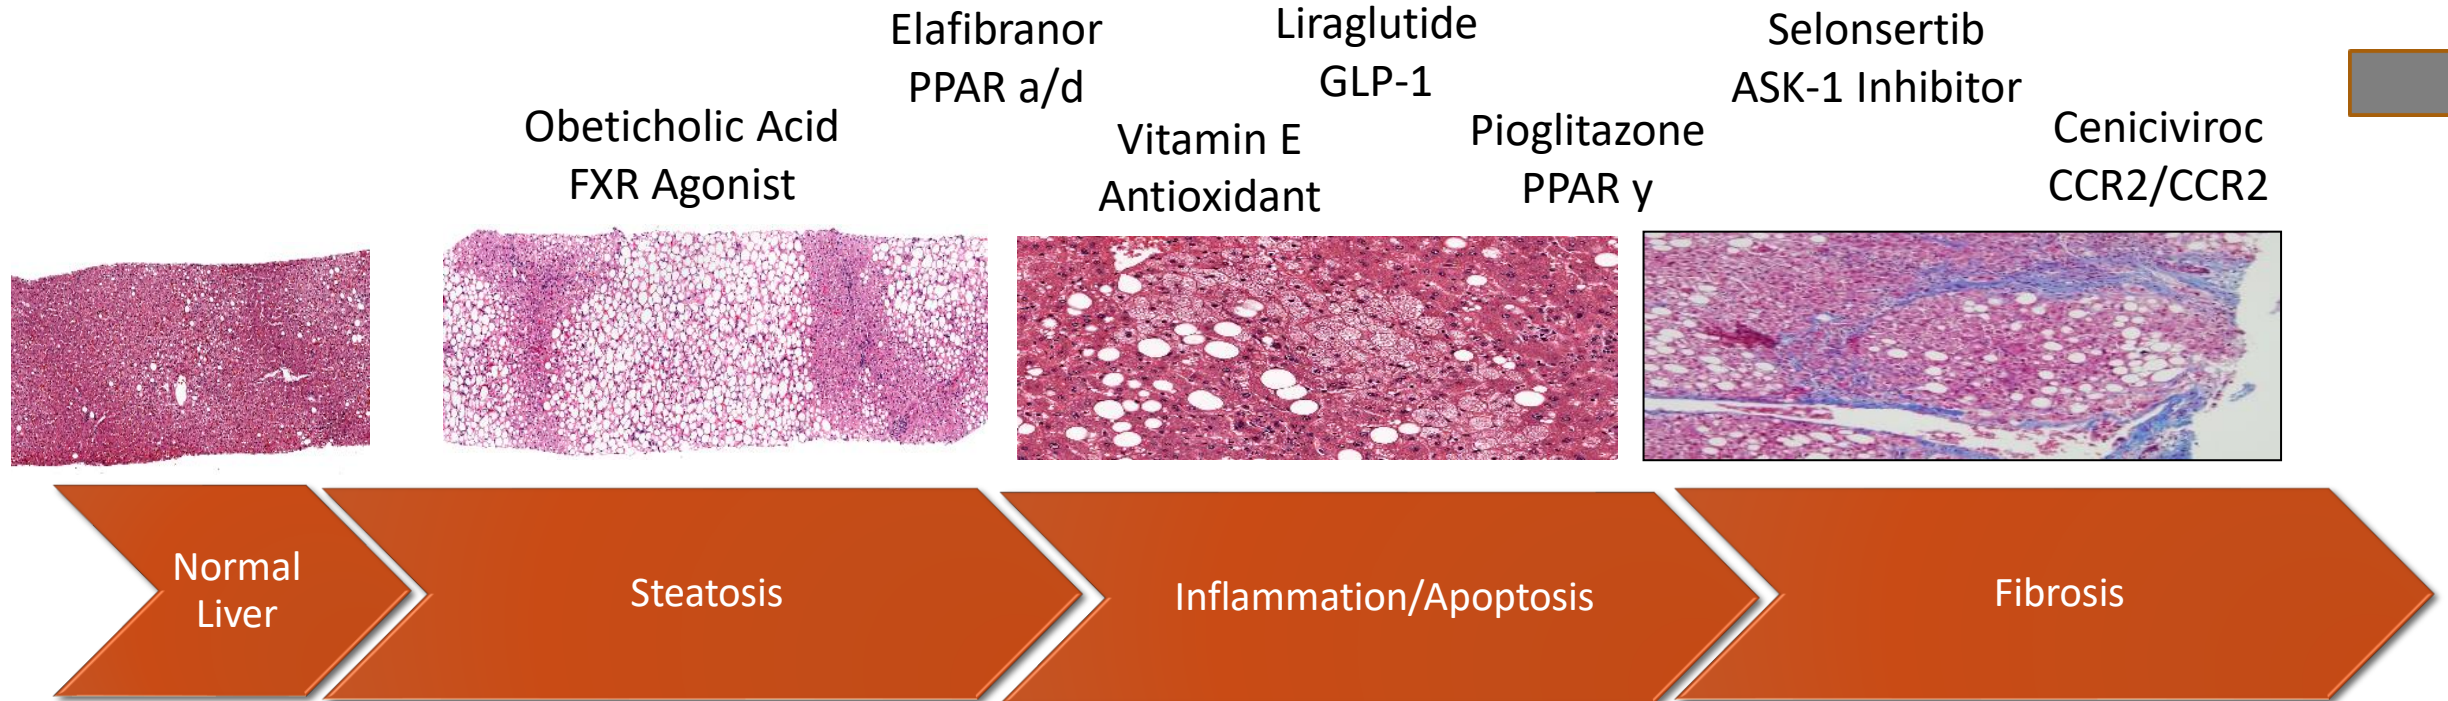 Elafibranor
PPAR a/d
Liraglutide
GLP-1
Selonsertib
ASK-1 Inhibitor
Obeticholic Acid
FXR Agonist
Vitamin E
Antioxidant
Pioglitazone
PPAR y
Ceniciviroc
CCR2/CCR2
Normal
Liver
Steatosis
Inflammation/Apoptosis
Fibrosis